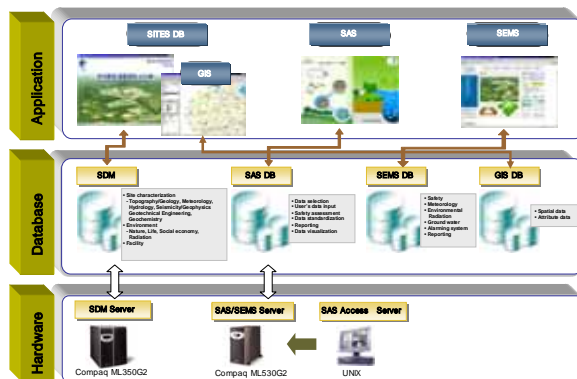 Application
SITES DB
GIS
SAS
SEMS
Database
SDM
• Site characterization
- Topography/Geology, Meteorology,
Hydrology, Seismicity/Geophysics
Geotechnical Engineering,
Geochemistry
• Environment
- Nature, Life, Social economy,
Radiation
• Facility
SAS DB
• Data selection
• User's data input
• Safety assessment
• Data standardization
• Reporting
• Data visualization
SEMS DB
• Safety
• Meteorology
• Environmental
Radiation
• Ground water
• Alarming system
• Reporting
GIS DB
• Spatial data
• Attribute data
Hardware
SDM Server
Compaq ML350G2
SAS/SEMS Server
Compaq ML530G2
SAS Access Server
UNIX